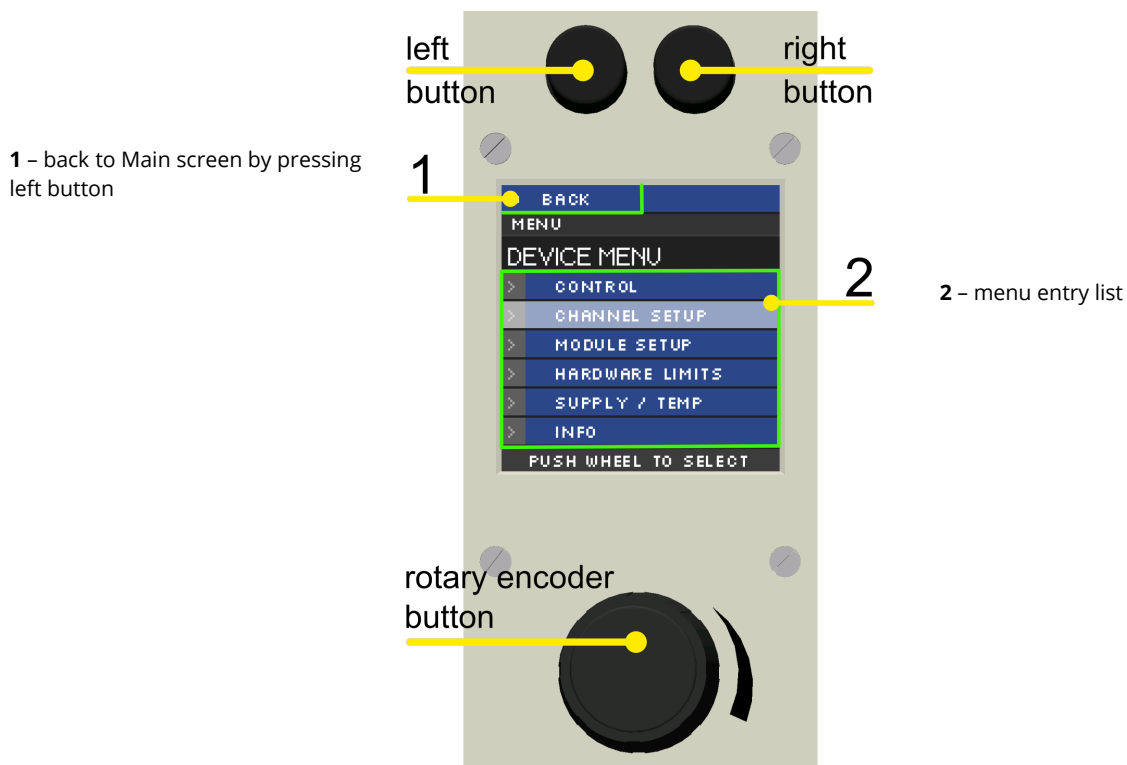 left
button
right
button
1 – back to Main screen by pressing
left button
1
BACK
MENU
DEVICE MENU
2
2 – menu entry list
> CONTROL
> CHANNEL SETUP
> MODULE SETUP
> HARDWARE LIMITS
> SUPPLY / TEMP
> INFO
PUSH WHEEL TO SELECT
rotary encoder
button